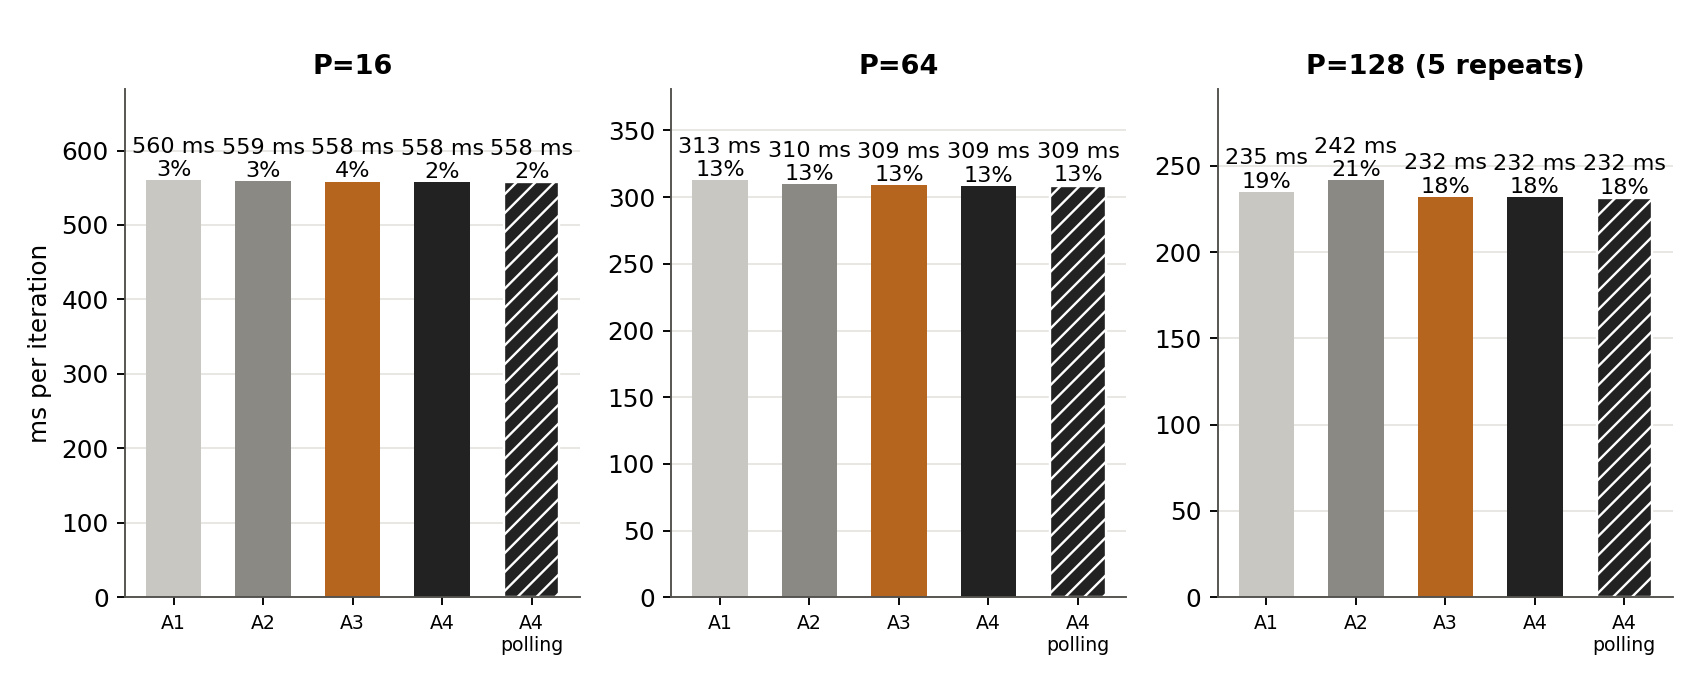 P=16
ms per iteration
600
500
400
300
200
100
0
560 ms 559 ms 558 ms 558 ms 558 ms
3% 3% 4% 2% 2%
A1 A2 A3 A4 A4
polling
P=64
350
300
250
200
150
100
50
0
313 ms 310 ms 309 ms 309 ms 309 ms
13% 13% 13% 13% 13%
A1 A2 A3 A4 A4
polling
P=128 (5 repeats)
250
200
150
100
50
0
235 ms 242 ms 232 ms 232 ms 232 ms
19% 21% 18% 18% 18%
A1 A2 A3 A4 A4
polling